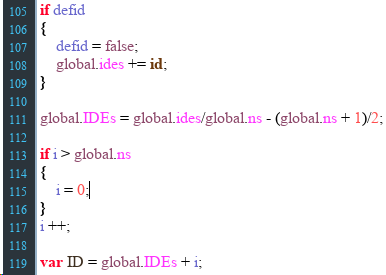 105 if defid
106 {
107 defid = false;
108 global.ides += id;
109 }
110
111 global.IDEs = global.ides/global.ns - (global.ns + 1)/2;
112
113 if i > global.ns
114 {
115 i = 0;
116 }
117 i ++;
118
119 var ID = global.IDEs + i;